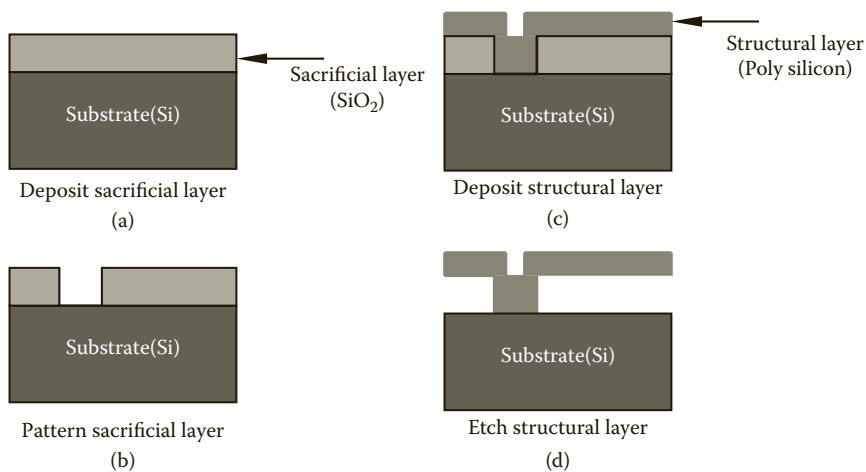 Sacrificial layer
(SiO₂)
Substrate(Si)
Deposit sacrificial layer
(a)
Substrate(Si)
Pattern sacrificial layer
(b)
Structural layer
(Poly silicon)
Substrate(Si)
Deposit structural layer
(c)
Substrate(Si)
Etch structural layer
(d)